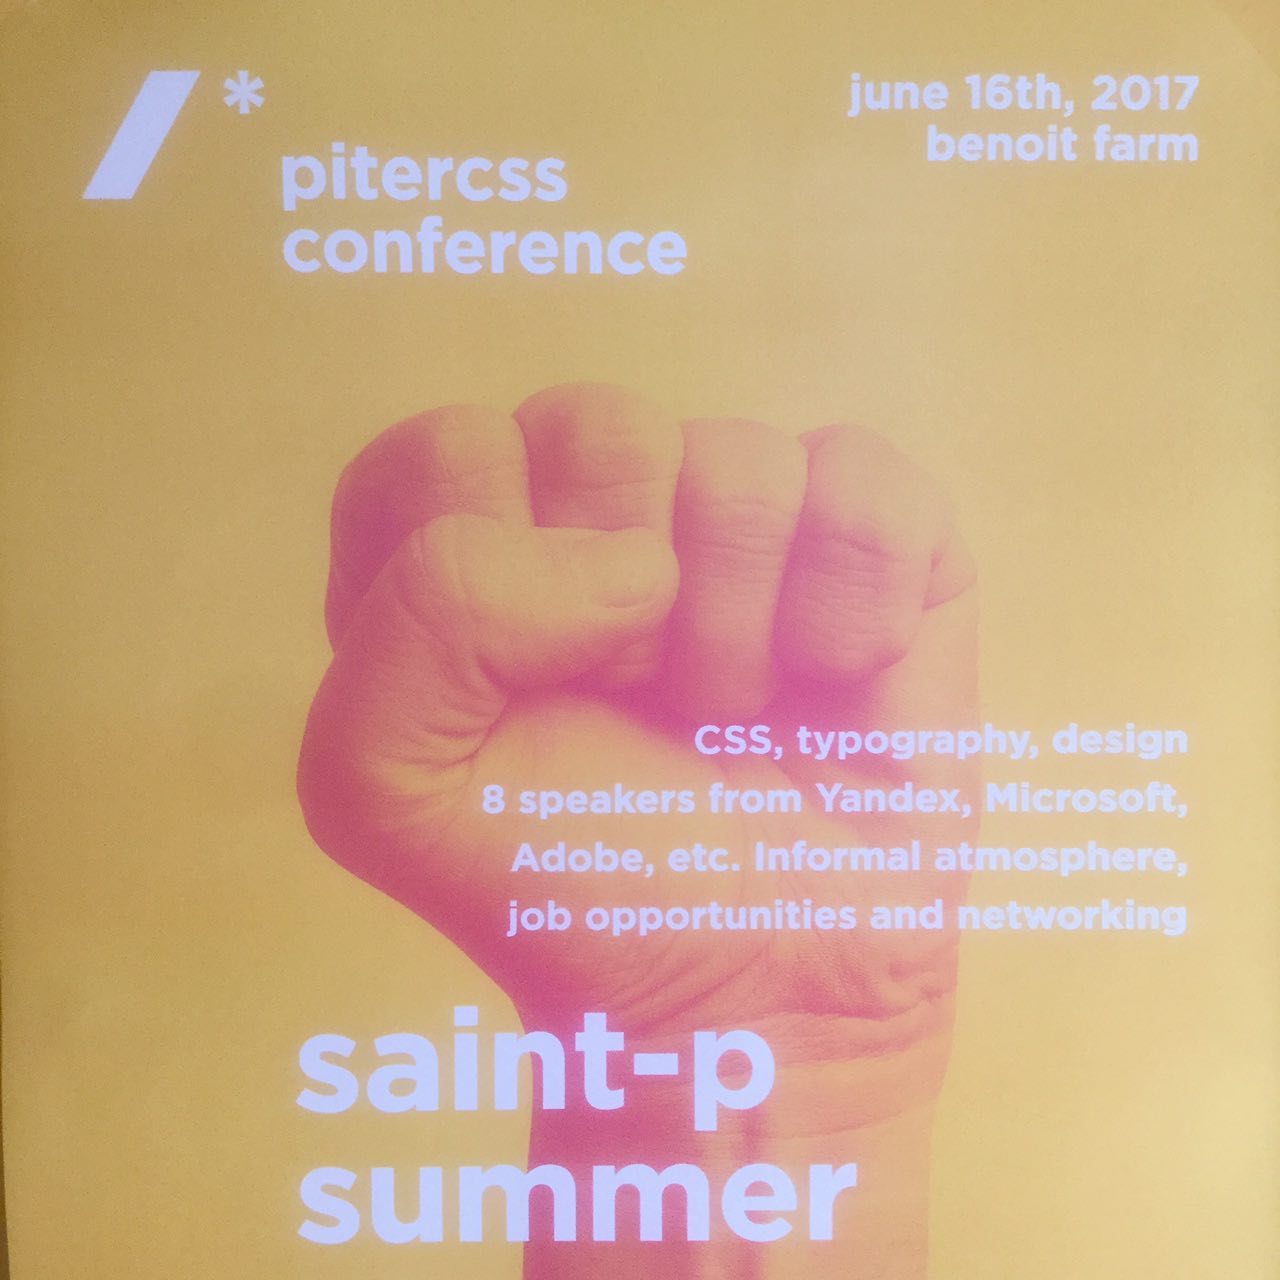 /*
pitercss
conference
june 16th, 2017
benoit farm
CSS, typography, design
8 speakers from Yandex, Microsoft,
Adobe, etc. Informal atmosphere,
job opportunities and networking
saint-p
summer